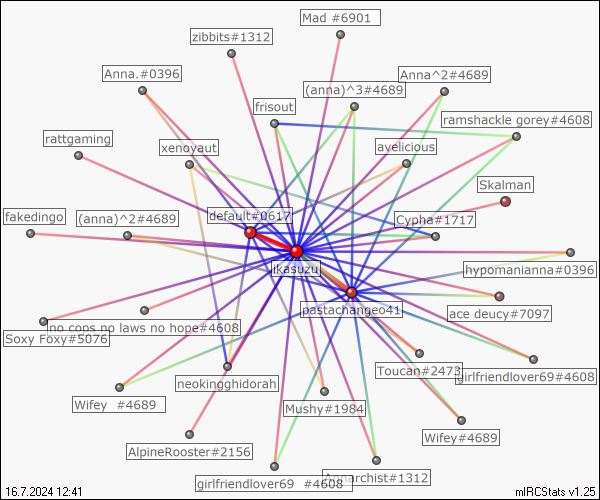 Mad #6901
zibbits#1312
Anna.#0396
Anna^2#4689
(anna)^3#4689
frisout
ramshackle gorey#4608
rattgaming
xenoyaut
avelicious
Skalman
fakedingo
(anna)^2#4689
default#0617
Cypha#1717
jkasuzuj
hypomanianna#0396
pastachangeo41
ace deucy#7097
no cops no laws no hope#4608
Soxy Foxy#5076
Toucan#2473
girlfriendlover69#4608
neokingghidorah
Wifey #4689
Mushy#1984
Wifey#4689
AlpineRooster#2156
Annarchist#1312
girlfriendlover69 #4608
16.7.2024 12:41
mIRCStats v1.25